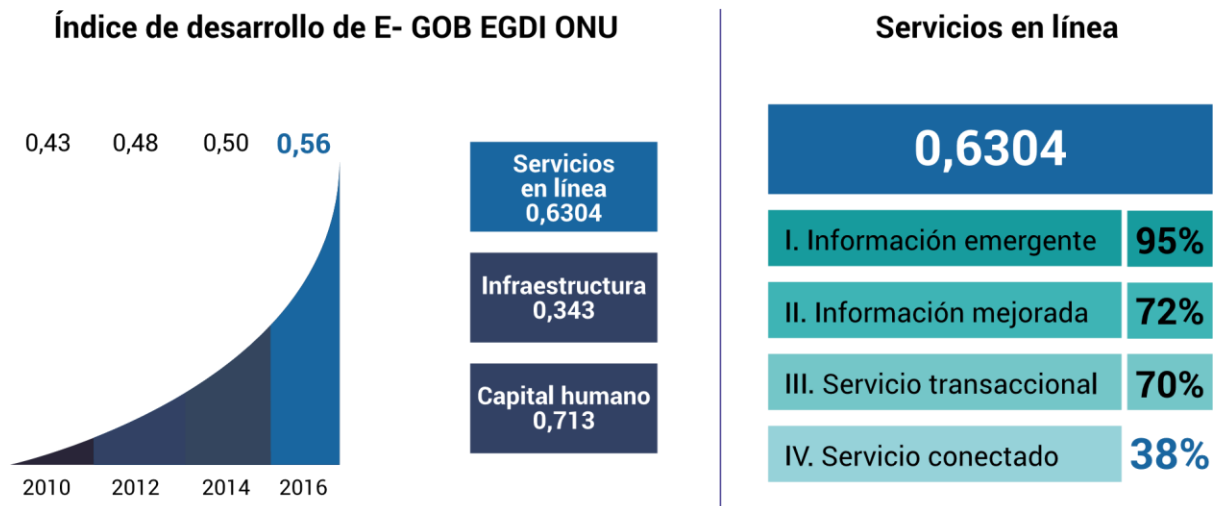 Índice de desarrollo de E- GOB EGDI ONU
0,43 0,48 0,50 0,56
2010 2012 2014 2016
Servicios
en línea
0,6304
Infraestructura
0,343
Capital humano
0,713
Servicios en línea
0,6304
I. Información emergente 95%
II. Información mejorada 72%
III. Servicio transaccional 70%
IV. Servicio conectado 38%